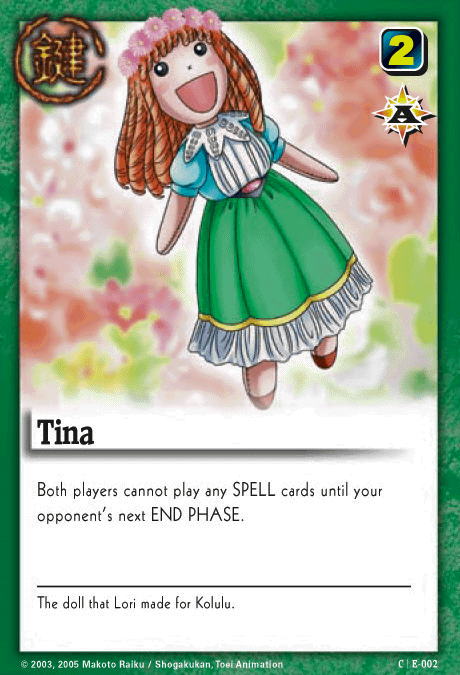 鍵
2
A
Tina
Both players cannot play any SPELL cards until your
opponent's next END PHASE.
The doll that Lori made for Kolulu.
© 2003, 2005 Makoto Raiku / Shogakukan, Toei Animation
C | E-002